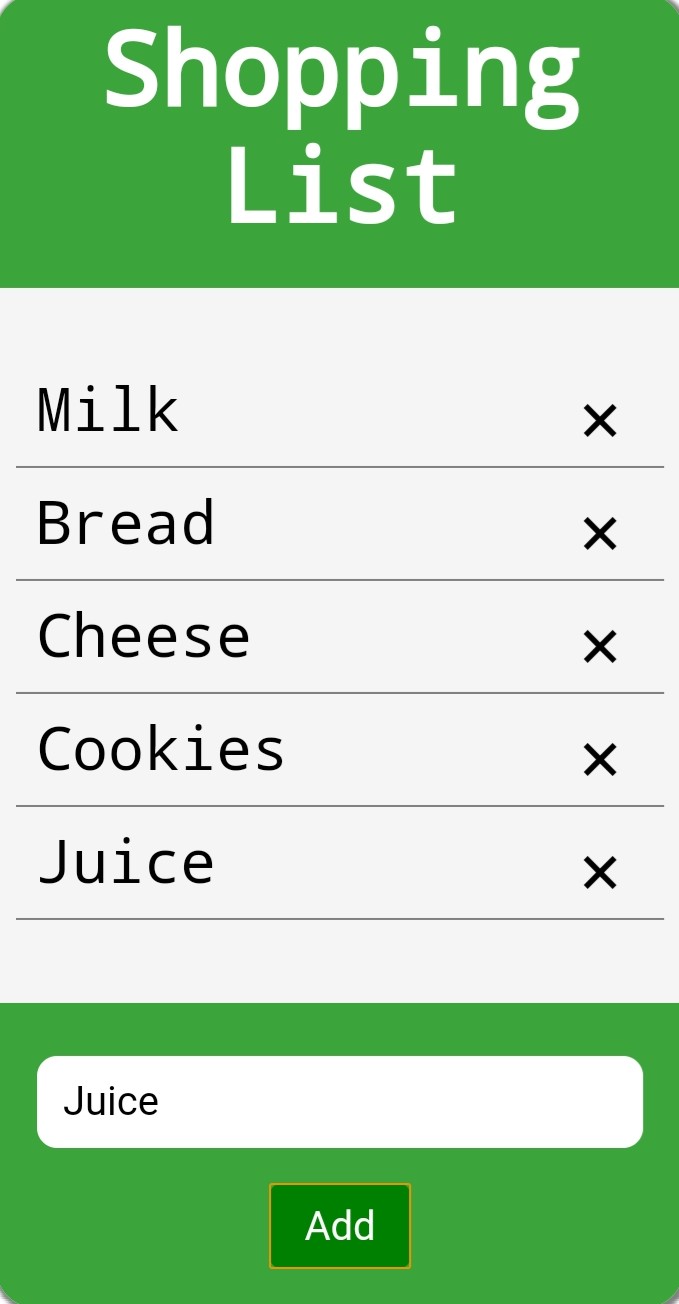 Shopping
List
Milk ×
Bread ×
Cheese ×
Cookies ×
Juice ×
Juice
Add